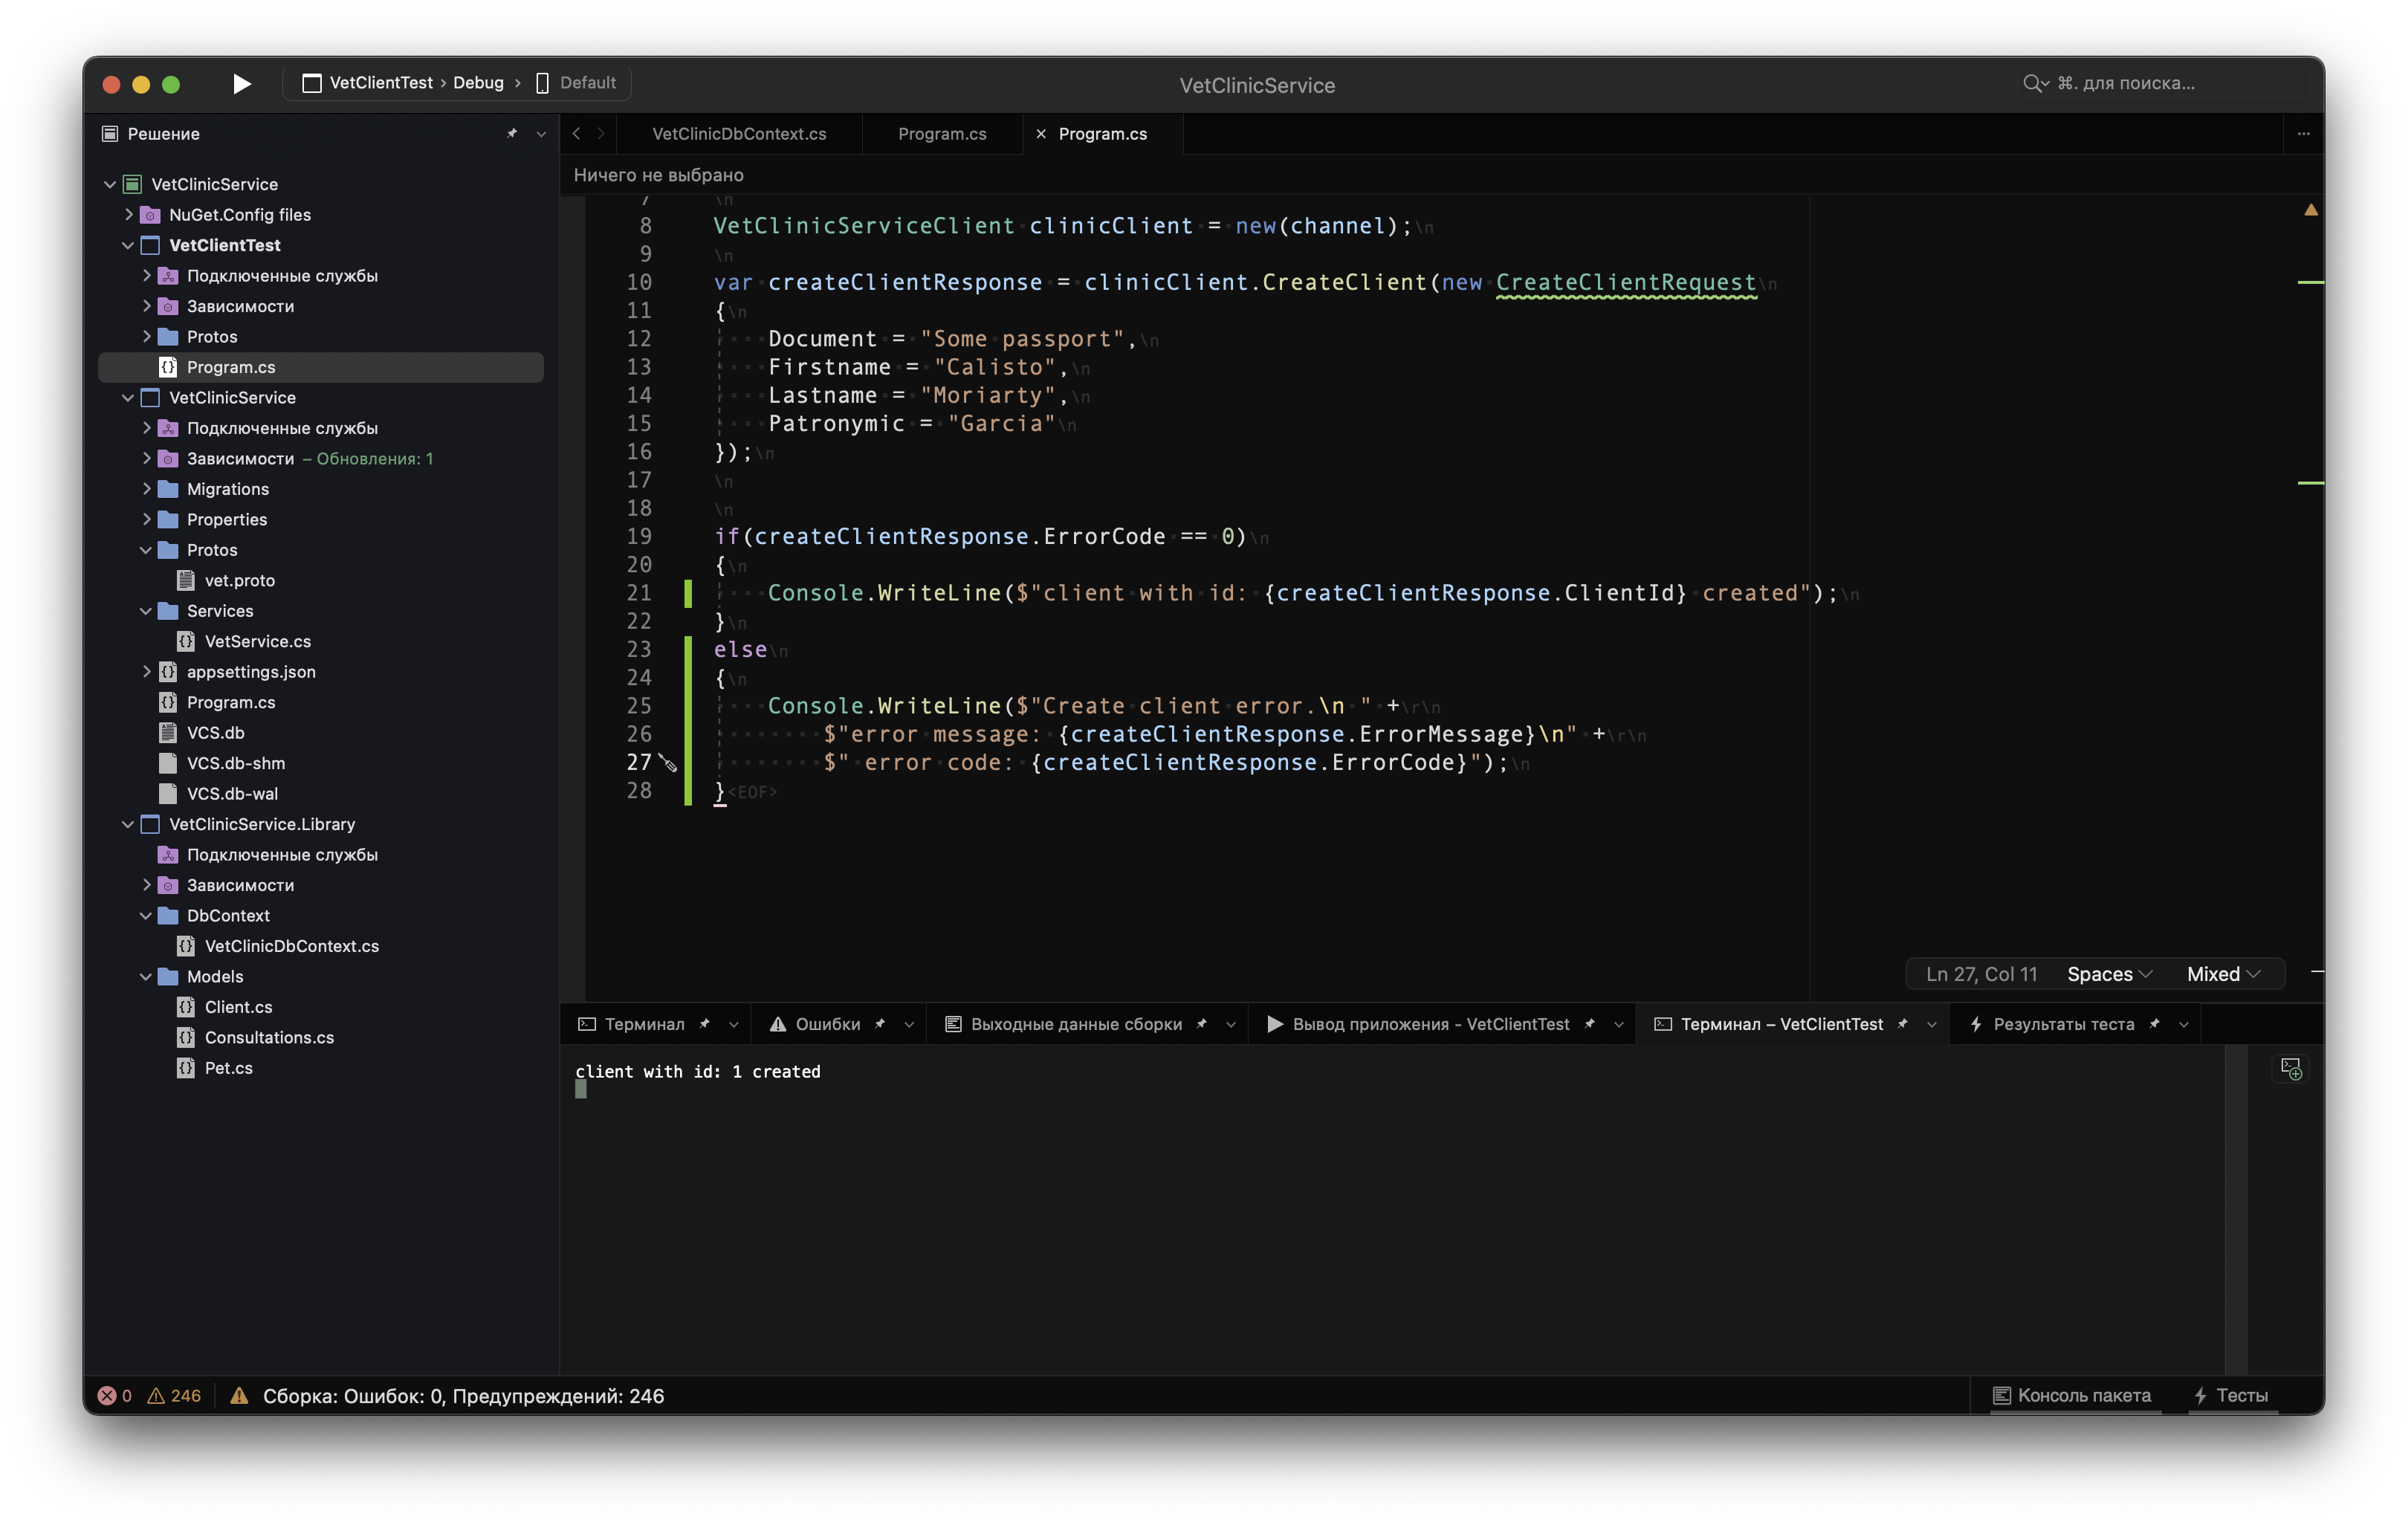 VetClientTest › Debug › Default
VetClinicService
⌘. для поиска...
Решение
VetClinicService
NuGet.Config files
VetClientTest
Подключенные службы
Зависимости
Protos
Program.cs
VetClinicService
Подключенные службы
Зависимости – Обновления: 1
Migrations
Properties
Protos
vet.proto
Services
VetService.cs
appsettings.json
Program.cs
VCS.db
VCS.db-shm
VCS.db-wal
VetClinicService.Library
Подключенные службы
Зависимости
DbContext
VetClinicDbContext.cs
Models
Client.cs
Consultations.cs
Pet.cs
VetClinicDbContext.cs
Program.cs
Program.cs
Ничего не выбрано
7 \n
8 VetClinicServiceClient clinicClient = new(channel);\n
9 \n
10 var createClientResponse = clinicClient.CreateClient(new CreateClientRequest\n
11 {\n
12 Document = "Some passport",\n
13 Firstname = "Calisto",\n
14 Lastname = "Moriarty",\n
15 Patronymic = "Garcia"\n
16 });\n
17 \n
18 \n
19 if(createClientResponse.ErrorCode == 0)\n
20 {\n
21 Console.WriteLine($"client with id: {createClientResponse.ClientId} created");\n
22 }\n
23 else\n
24 {\n
25 Console.WriteLine($"Create client error.\n " +\r\n
26 $"error message: {createClientResponse.ErrorMessage}\n" +\r\n
27 $" error code: {createClientResponse.ErrorCode}");\n
28 }<EOF>
Ln 27, Col 11 Spaces Mixed
Терминал
Ошибки
Выходные данные сборки
Вывод приложения - VetClientTest
Терминал – VetClientTest
Результаты теста
client with id: 1 created
0 246 Сборка: Ошибок: 0, Предупреждений: 246
Консоль пакета
Тесты